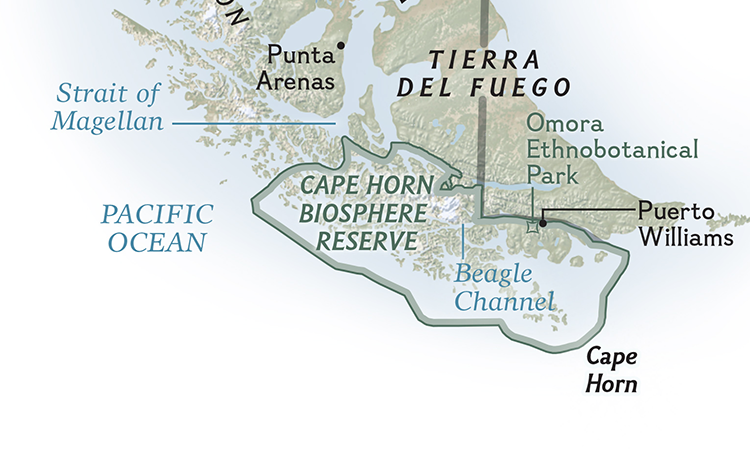 ON
Punta
Arenas
TIERRA
DEL FUEGO
Strait of
Magellan
Omora
Ethnobotanical
Park
CAPE HORN
BIOSPHERE
RESERVE
PACIFIC
OCEAN
Puerto
Williams
Beagle
Channel
Cape
Horn